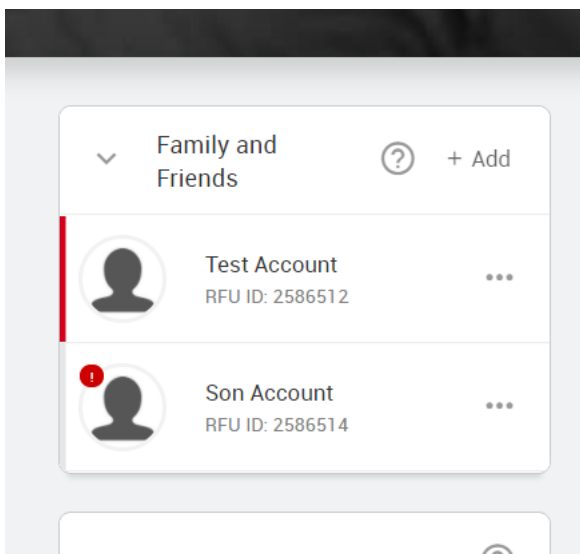 Family and
Friends
+ Add
Test Account
RFU ID: 2586512
!
Son Account
RFU ID: 2586514